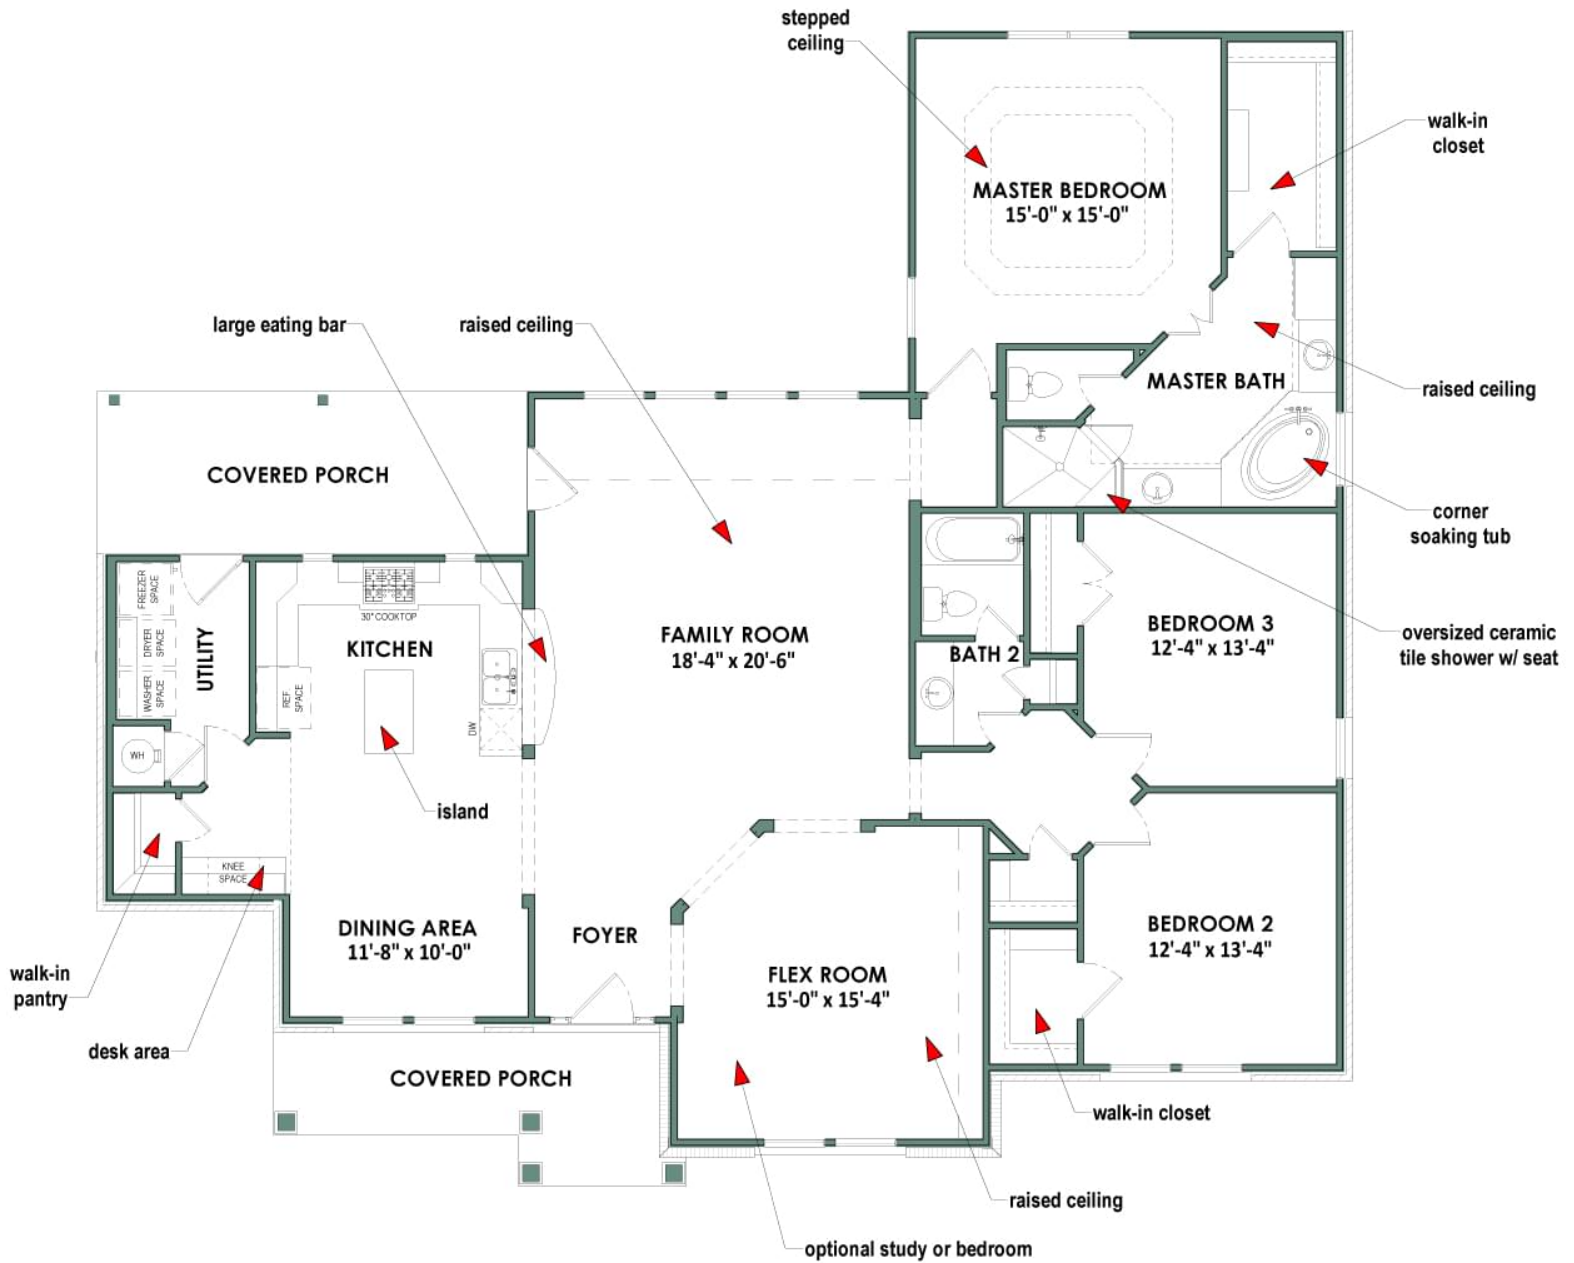 stepped
ceiling
walk-in
closet
MASTER BEDROOM
15'-0" x 15'-0"
large eating bar
raised ceiling
MASTER BATH
raised ceiling
COVERED PORCH
corner
soaking tub
FREEZER
SPACE
DRYER
SPACE
WASHER
SPACE
UTILITY
30" COOKTOP
KITCHEN
REF
SPACE
DW
FAMILY ROOM
18'-4" x 20'-6"
BATH 2
BEDROOM 3
12'-4" x 13'-4"
oversized ceramic
tile shower w/ seat
WH
island
KNEE
SPACE
DINING AREA
11'-8" x 10'-0"
FOYER
FLEX ROOM
15'-0" x 15'-4"
BEDROOM 2
12'-4" x 13'-4"
walk-in
pantry
desk area
COVERED PORCH
walk-in closet
raised ceiling
optional study or bedroom